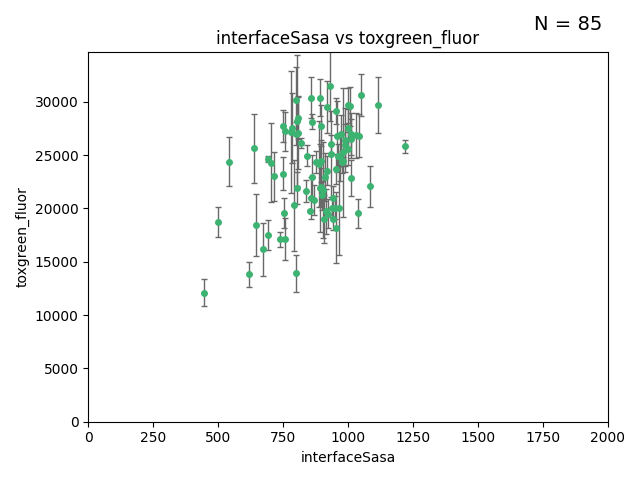 N = 85
interfaceSasa vs toxgreen_fluor
30000
25000
20000
15000
10000
5000
0
toxgreen_fluor
0 250 500 750 1000 1250 1500 1750 2000
interfaceSasa